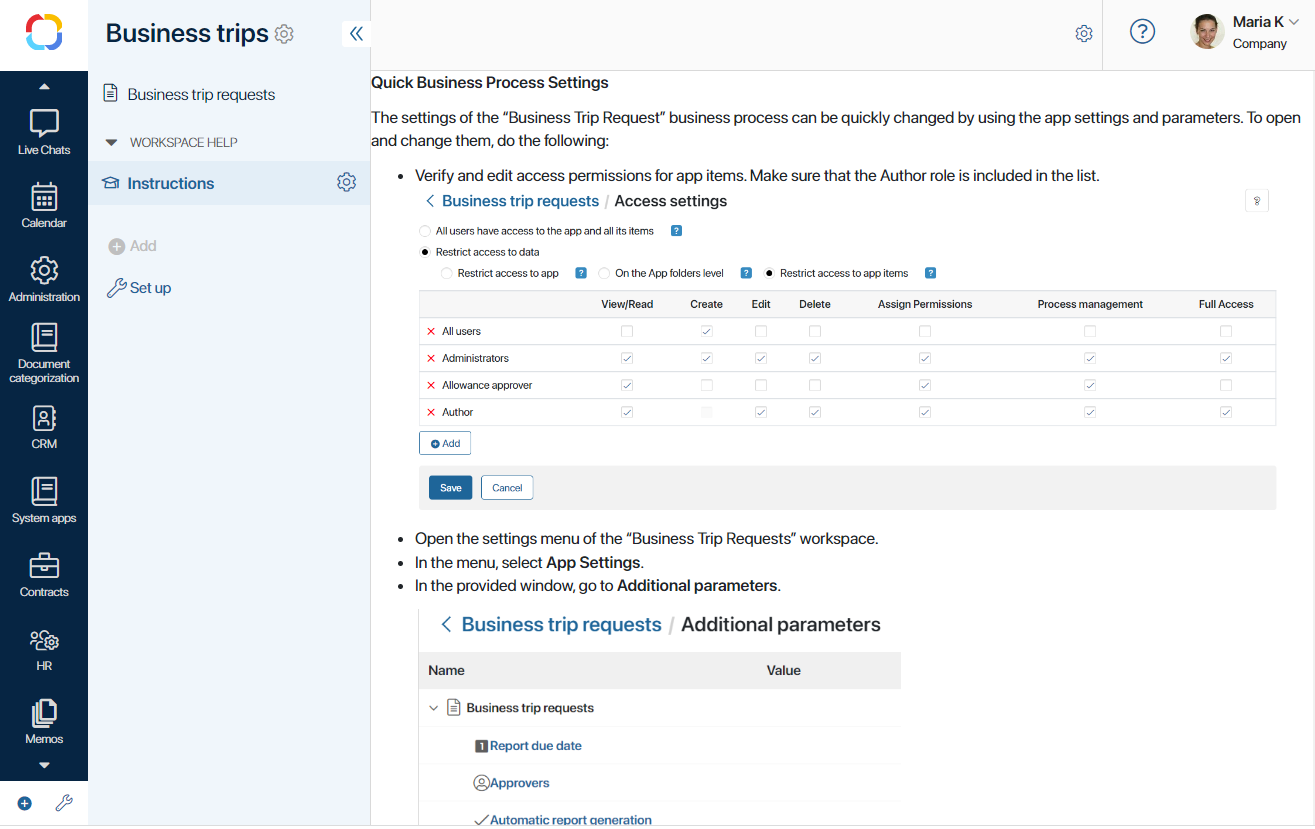 Business trips
Maria K
Company
Live Chats
Calendar
Administration
Document
categorization
CRM
System apps
Contracts
HR
Memos
Business trip requests
WORKSPACE HELP
Instructions
Add
Set up
Quick Business Process Settings
The settings of the “Business Trip Request” business process can be quickly changed by using the app settings and parameters. To open
and change them, do the following:
• Verify and edit access permissions for app items. Make sure that the Author role is included in the list.
Business trip requests / Access settings
?
All users have access to the app and all its items ?
Restrict access to data
Restrict access to app ? On the App folders level ? Restrict access to app items ?
View/Read Create Edit Delete Assign Permissions Process management Full Access
All users
Administrators
Allowance approver
Author
Add
Save Cancel
• Open the settings menu of the “Business Trip Requests” workspace.
• In the menu, select App Settings.
• In the provided window, go to Additional parameters.
Business trip requests / Additional parameters
Name Value
Business trip requests
1 Report due date
Approvers
Automatic report generation